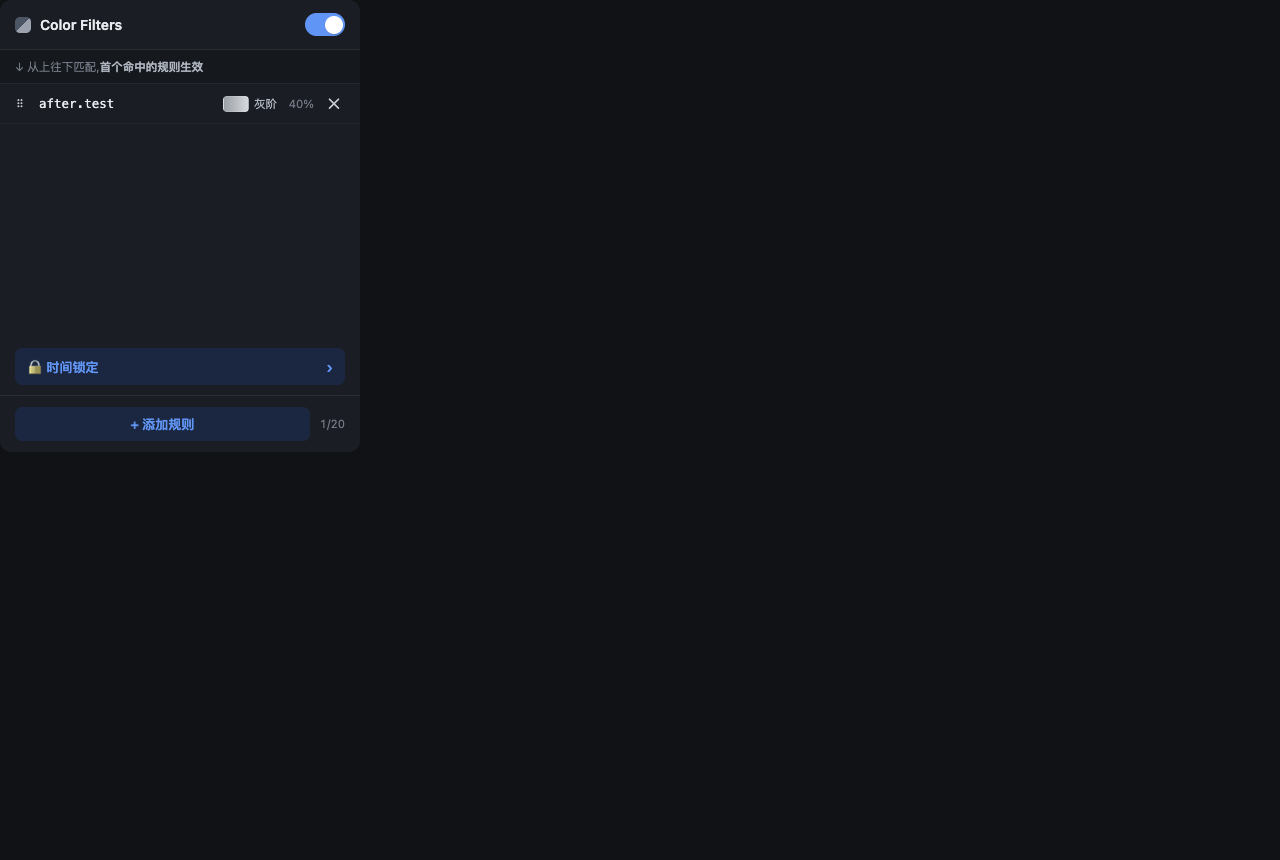 Color Filters
↓ 从上往下匹配,首个命中的规则生效
after.test 灰阶 40% ✕
🔒 时间锁定 ›
+ 添加规则 1/20